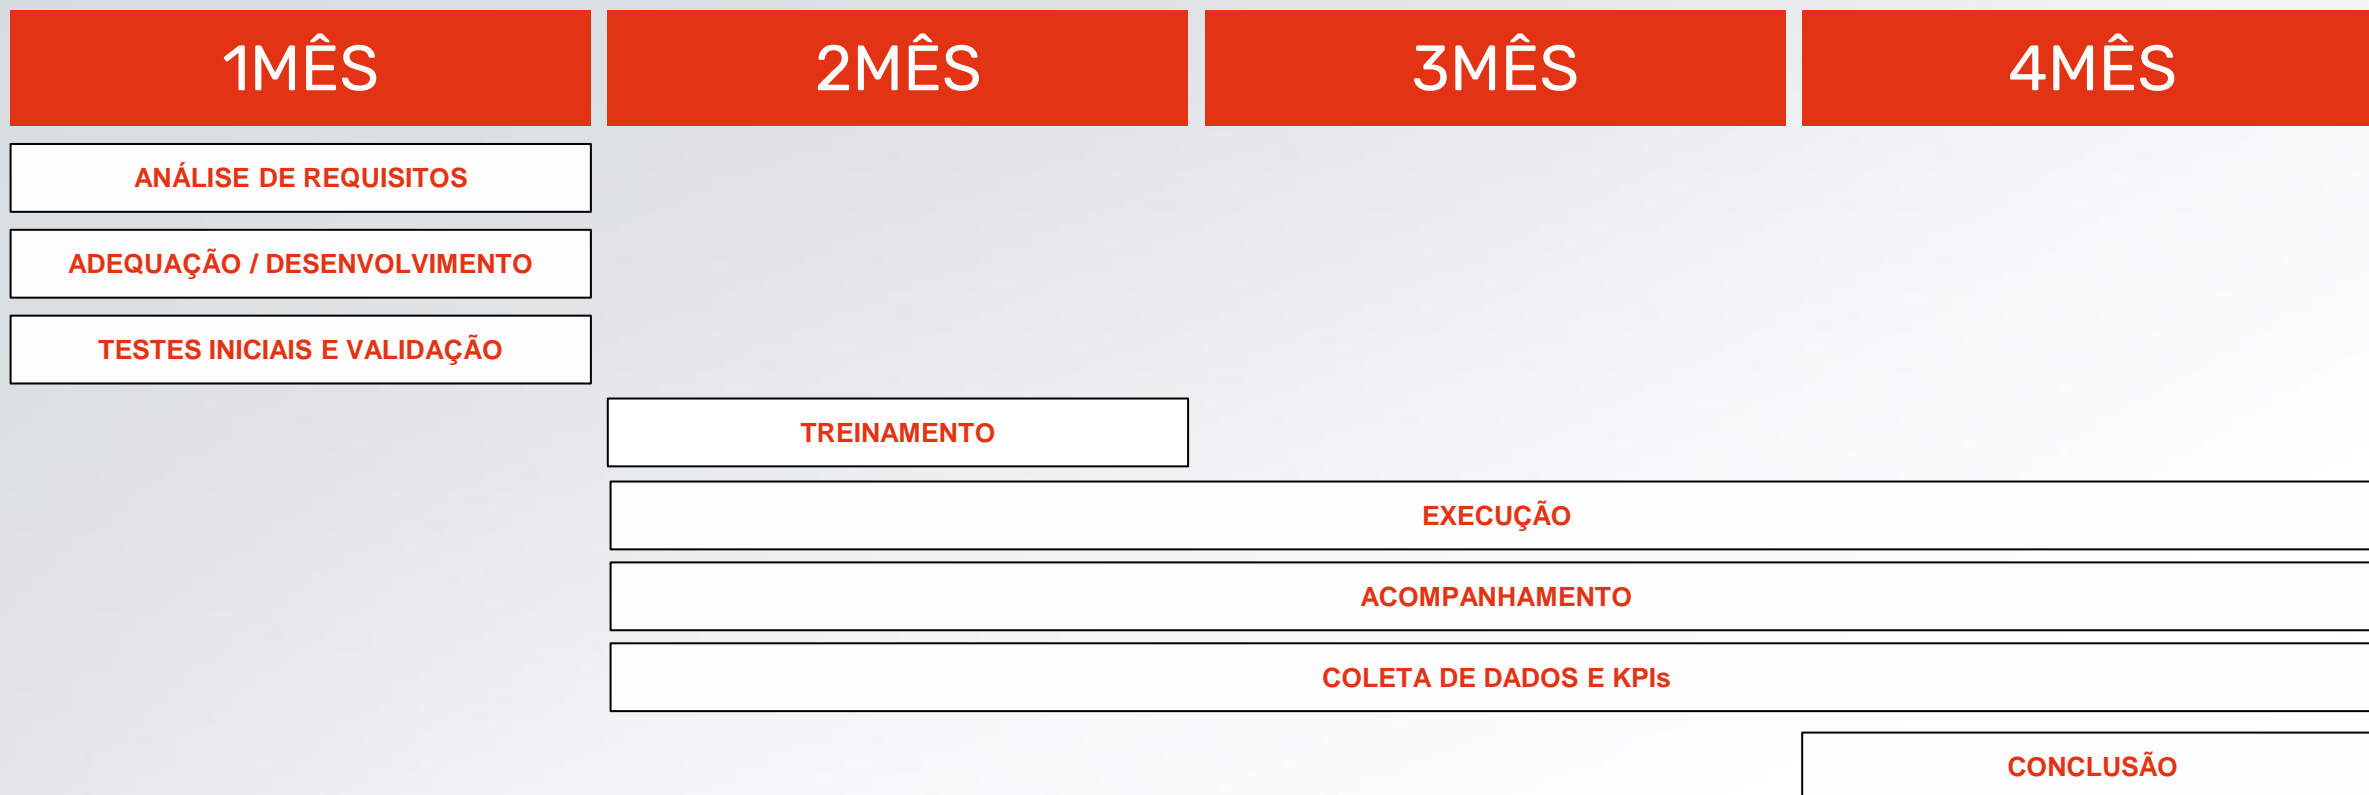 1MÊS
2MÊS
3MÊS
4MÊS
ANÁLISE DE REQUISITOS
ADEQUAÇÃO / DESENVOLVIMENTO
TESTES INICIAIS E VALIDAÇÃO
TREINAMENTO
EXECUÇÃO
ACOMPANHAMENTO
COLETA DE DADOS E KPIs
CONCLUSÃO